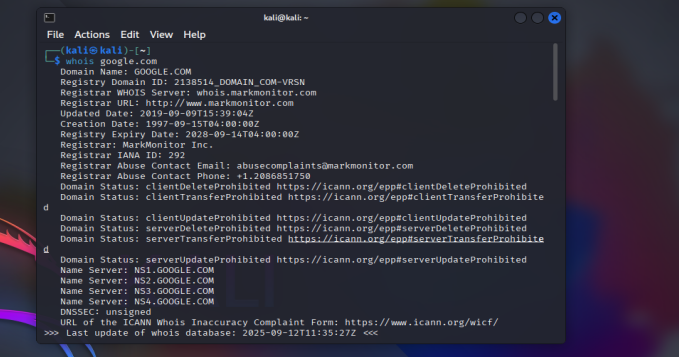 kali@kali: ~
File Actions Edit View Help
(kali㉿kali)-[~]
$ whois google.com
Domain Name: GOOGLE.COM
Registry Domain ID: 2138514_DOMAIN_COM-VRSN
Registrar WHOIS Server: whois.markmonitor.com
Registrar URL: http://www.markmonitor.com
Updated Date: 2019-09-09T15:39:04Z
Creation Date: 1997-09-15T04:00:00Z
Registry Expiry Date: 2028-09-14T04:00:00Z
Registrar: MarkMonitor Inc.
Registrar IANA ID: 292
Registrar Abuse Contact Email: abusecomplaints@markmonitor.com
Registrar Abuse Contact Phone: +1.2086851750
Domain Status: clientDeleteProhibited https://icann.org/epp#clientDeleteProhibited
Domain Status: clientTransferProhibited https://icann.org/epp#clientTransferProhibite
d
Domain Status: clientUpdateProhibited https://icann.org/epp#clientUpdateProhibited
Domain Status: serverDeleteProhibited https://icann.org/epp#serverDeleteProhibited
Domain Status: serverTransferProhibited https://icann.org/epp#serverTransferProhibite
d
Domain Status: serverUpdateProhibited https://icann.org/epp#serverUpdateProhibited
Name Server: NS1.GOOGLE.COM
Name Server: NS2.GOOGLE.COM
Name Server: NS3.GOOGLE.COM
Name Server: NS4.GOOGLE.COM
DNSSEC: unsigned
URL of the ICANN Whois Inaccuracy Complaint Form: https://www.icann.org/wicf/
>>> Last update of whois database: 2025-09-12T11:35:27Z <<<